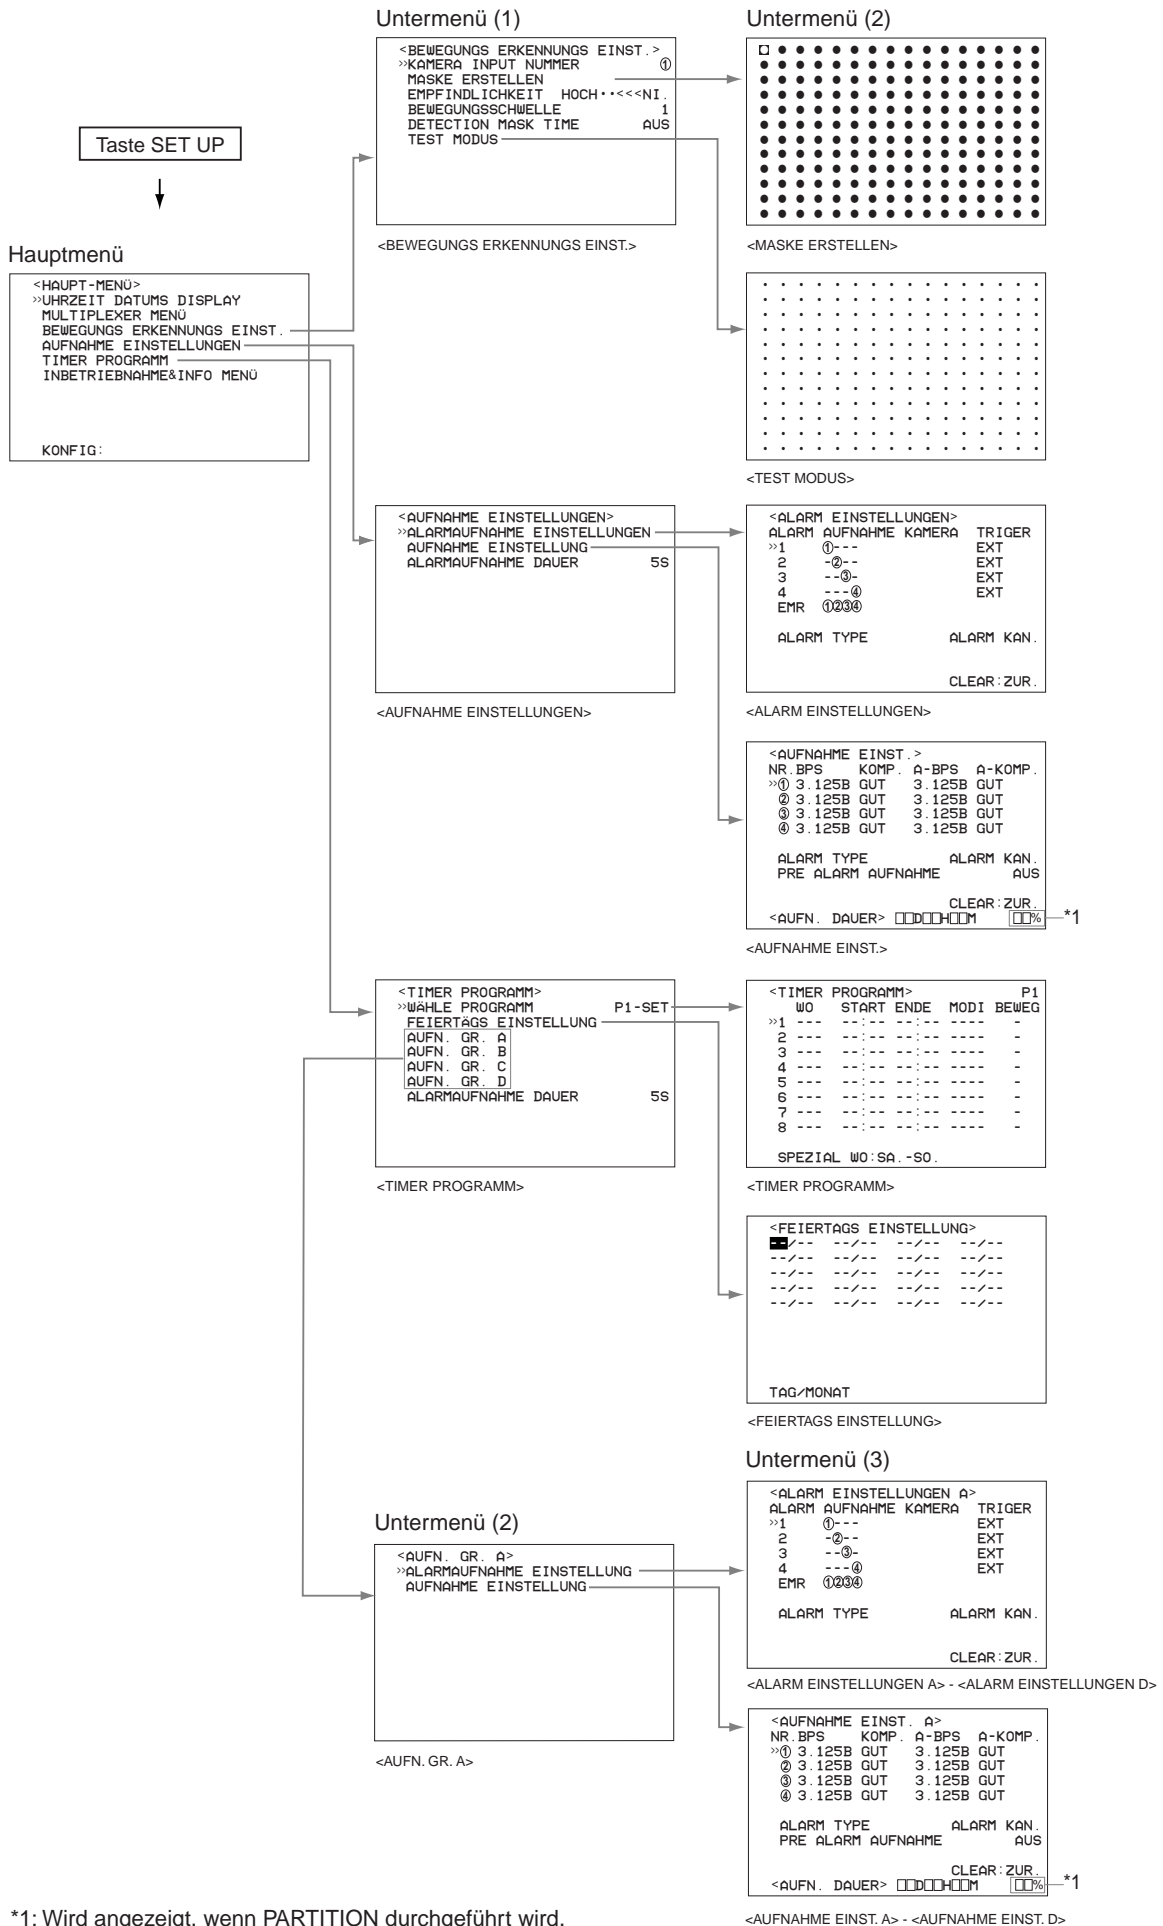 Untermenü (1)
Untermenü (2)
<BEWEGUNGS ERKENNUNGS EINST.>
»KAMERA INPUT NUMMER ①
MASKE ERSTELLEN
EMPFINDLICHKEIT HOCH··<<<NI.
BEWEGUNGSSCHWELLE 1
DETECTION MASK TIME AUS
TEST MODUS
<BEWEGUNGS ERKENNUNGS EINST.>
<MASKE ERSTELLEN>
Taste SET UP
Hauptmenü
<HAUPT-MENÜ>
»UHRZEIT DATUMS DISPLAY
MULTIPLEXER MENÜ
BEWEGUNGS ERKENNUNGS EINST.
AUFNAHME EINSTELLUNGEN
TIMER PROGRAMM
INBETRIEBNAHME&INFO MENÜ
KONFIG:
<TEST MODUS>
<AUFNAHME EINSTELLUNGEN>
»ALARMAUFNAHME EINSTELLUNGEN
AUFNAHME EINSTELLUNG
ALARMAUFNAHME DAUER 5S
<AUFNAHME EINSTELLUNGEN>
<ALARM EINSTELLUNGEN>
ALARM AUFNAHME KAMERA TRIGER
»1 ①--- EXT
2 -②-- EXT
3 --③- EXT
4 ---④ EXT
EMR ①②③④
ALARM TYPE ALARM KAN.
CLEAR:ZUR.
<ALARM EINSTELLUNGEN>
<AUFNAHME EINST.>
NR.BPS KOMP. A-BPS A-KOMP.
»① 3.125B GUT 3.125B GUT
② 3.125B GUT 3.125B GUT
③ 3.125B GUT 3.125B GUT
④ 3.125B GUT 3.125B GUT
ALARM TYPE ALARM KAN.
PRE ALARM AUFNAHME AUS
CLEAR:ZUR.
<AUFN. DAUER> □□D□□H□□M □□% *1
<AUFNAHME EINST.>
<TIMER PROGRAMM>
»WÄHLE PROGRAMM P1-SET
FEIERTÄGS EINSTELLUNG
AUFN. GR. A
AUFN. GR. B
AUFN. GR. C
AUFN. GR. D
ALARMAUFNAHME DAUER 5S
<TIMER PROGRAMM>
<TIMER PROGRAMM> P1
WO START ENDE MODI BEWEG
»1 --- --:-- --:-- ---- -
2 --- --:-- --:-- ---- -
3 --- --:-- --:-- ---- -
4 --- --:-- --:-- ---- -
5 --- --:-- --:-- ---- -
6 --- --:-- --:-- ---- -
7 --- --:-- --:-- ---- -
8 --- --:-- --:-- ---- -
SPEZIAL WO:SA.-SO.
<TIMER PROGRAMM>
<FEIERTAGS EINSTELLUNG>
--/-- --/-- --/-- --/--
--/-- --/-- --/-- --/--
--/-- --/-- --/-- --/--
--/-- --/-- --/-- --/--
--/-- --/-- --/-- --/--
TAG/MONAT
<FEIERTAGS EINSTELLUNG>
Untermenü (2)
<AUFN. GR. A>
»ALARMAUFNAHME EINSTELLUNG
AUFNAHME EINSTELLUNG
<AUFN. GR. A>
Untermenü (3)
<ALARM EINSTELLUNGEN A>
ALARM AUFNAHME KAMERA TRIGER
»1 ①--- EXT
2 -②-- EXT
3 --③- EXT
4 ---④ EXT
EMR ①②③④
ALARM TYPE ALARM KAN.
CLEAR:ZUR.
<ALARM EINSTELLUNGEN A> - <ALARM EINSTELLUNGEN D>
<AUFNAHME EINST. A>
NR.BPS KOMP. A-BPS A-KOMP.
»① 3.125B GUT 3.125B GUT
② 3.125B GUT 3.125B GUT
③ 3.125B GUT 3.125B GUT
④ 3.125B GUT 3.125B GUT
ALARM TYPE ALARM KAN.
PRE ALARM AUFNAHME AUS
CLEAR:ZUR.
<AUFN. DAUER> □□D□□H□□M □□% *1
<AUFNAHME EINST. A> - <AUFNAHME EINST. D>
*1: Wird angezeigt, wenn PARTITION durchgeführt wird.